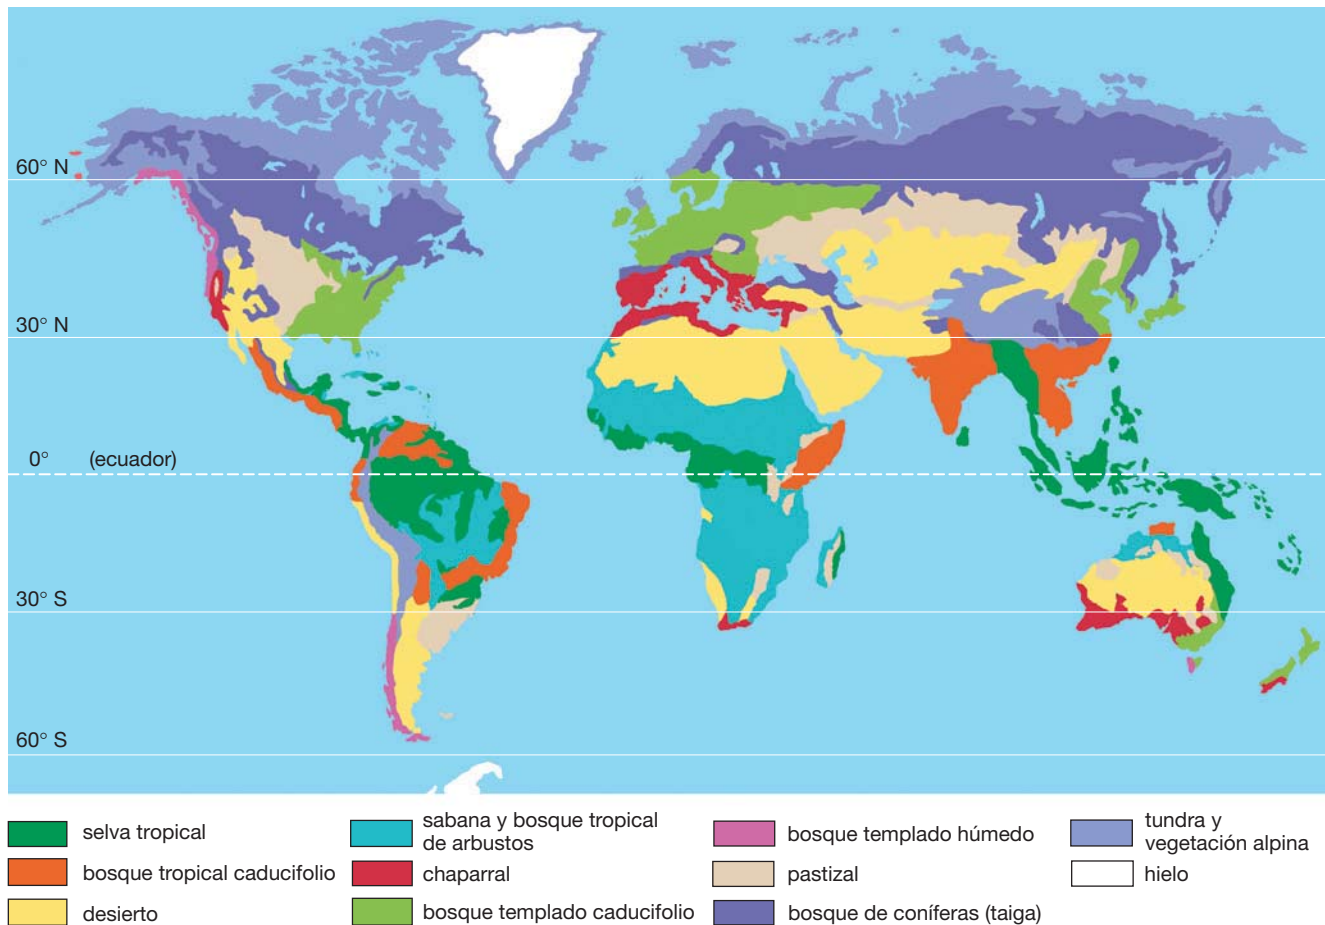 60° N
30° N
0° (ecuador)
30° S
60° S
selva tropical
bosque tropical caducifolio
desierto
sabana y bosque tropical
de arbustos
chaparral
bosque templado caducifolio
bosque templado húmedo
pastizal
bosque de coníferas (taiga)
tundra y
vegetación alpina
hielo